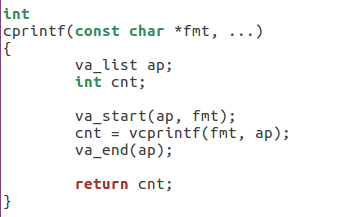 int
cprintf(const char *fmt, ...)
{
        va_list ap;
        int cnt;

        va_start(ap, fmt);
        cnt = vcprintf(fmt, ap);
        va_end(ap);

        return cnt;
}